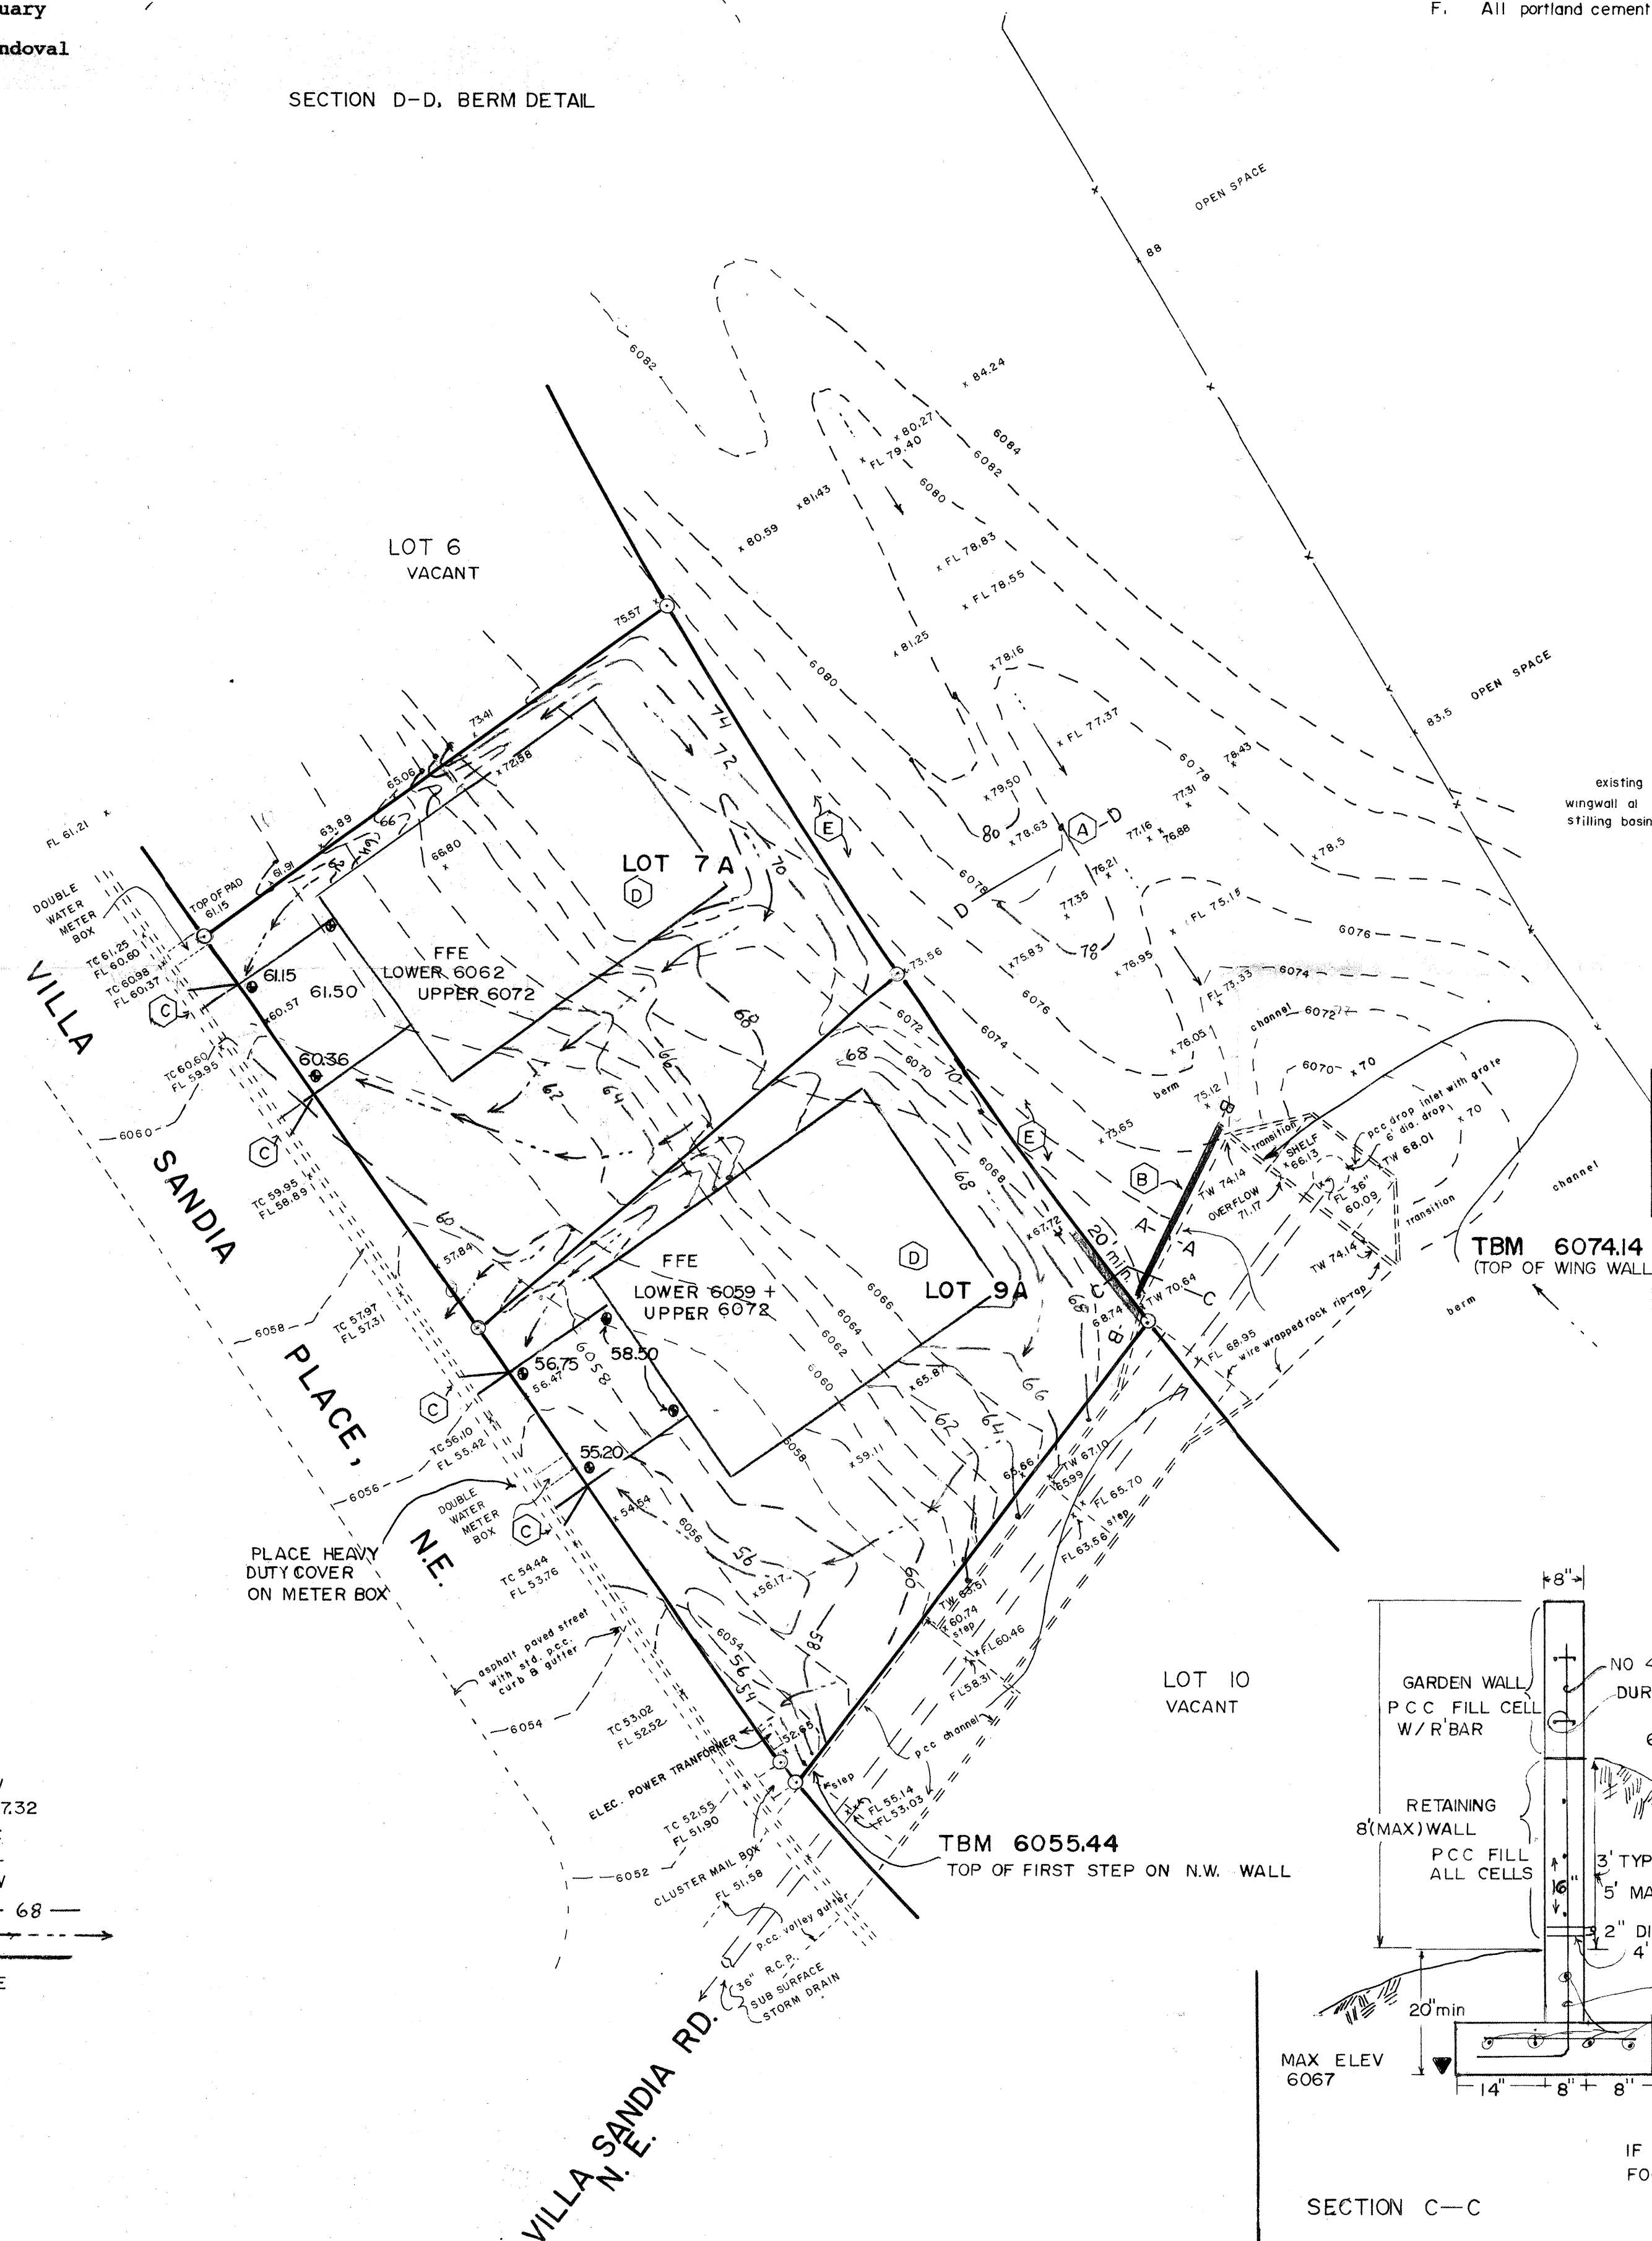 uary
ndoval
F. All portland cement
SECTION D-D, BERM DETAIL
OPEN SPACE
88
6082
x 84.24
x 80.27
FL 79.40
6084
6082
6080
x 81.43
x 80.59
x FL 78.83
x FL 78.55
LOT 6
VACANT
75.57
x 81.25
x 78.16
6080
x FL 77.37
OPEN SPACE
83.5
73.41
74
72
6078
78.43
x 72.58
65.06
x 79.50
77.31
existing
wingwall at
stilling basin
FL 61.21 x
63.89
66
66.80
E
80
x 78.63
A
D
77.16
76.88
x 78.5
61.91
LOT 7A
D
70
76.21
6078
77.35
D
FL 75.15
DOUBLE
WATER
METER
BOX
TOP OF PAD
61.15
TC 61.25
FL 60.60
TC 60.98
FL 60.37
FFE
LOWER 6062
UPPER 6072
61.15
61.50
x 60.57
C
x 73.56
x 75.83
78
x 76.95
6076
6074
FL 73.33
6076
channel
6072
68
6072
6074
VILLA
SANDIA
PLACE,
N.E.
TC 60.60
FL 59.95
60.36
66
68
6070
70
x 76.05
berm
75.12
B
6070
x 70
6060
62
64
C
E
x 73.65
transition
SHELF
x 66.13
pcc drop inlet with grate
6' dia. drop
x 70
TW 68.01
TC 59.95
FL 58.89
B
TW 74.14
OVERFLOW
71.17
FL 36"
60.09
transition
channel
60
68
6068
x 67.72
20 min.
A
A
TW 74.14
TBM 6074.14
(TOP OF WING WALL
x 57.84
FFE
LOWER 6059 +
UPPER 6072
D
LOT 9A
C
C
TW 70.64
68.74
68
8'
berm
6058
TC 57.97
FL 57.31
6066
6064
6062
6060
FL 68.95
wire wrapped rock rip-rap
56.75
56.47
58.50
6058
x 65.87
66
C
TC 56.10
FL 55.42
62
64
6058
x 59.11
55.20
65.66
TW 67.10
65.99
FL 65.70
step
FL 63.56
6056
DOUBLE
WATER
METER
BOX
C
x 54.54
6056
56
PLACE HEAVY
DUTY COVER
ON METER BOX
TC 54.44
FL 53.76
x 56.17
60
TW 63.51
x 60.74
step
x FL 60.46
FL 58.31
asphalt paved street
with std. p.c.c.
curb & gutter
6054
58
56
54
LOT 10
VACANT
6054
TC 53.02
FL 52.52
52.65
pcc channel
ELEC. POWER TRANFORMER
step
TC 52.55
FL 51.90
FL 55.14
FL 53.03
TBM 6055.44
TOP OF FIRST STEP ON N.W. WALL
6052
CLUSTER MAIL BOX
FL 51.58
p.c.c. valley gutter
36" R.C.P.
SUB SURFACE
STORM DRAIN
VILLA SANDIA RD.
N. E.
7.32
68
8"
GARDEN WALL
P C C FILL CELL
W/ R'BAR
NO 4
DUR
RETAINING
8'(MAX) WALL
P C C FILL
ALL CELLS
3' TYP
5' MA
16"
2" DI
4'
20"min
MAX ELEV
6067
14" 8" 8"
IF
FO
SECTION C—C